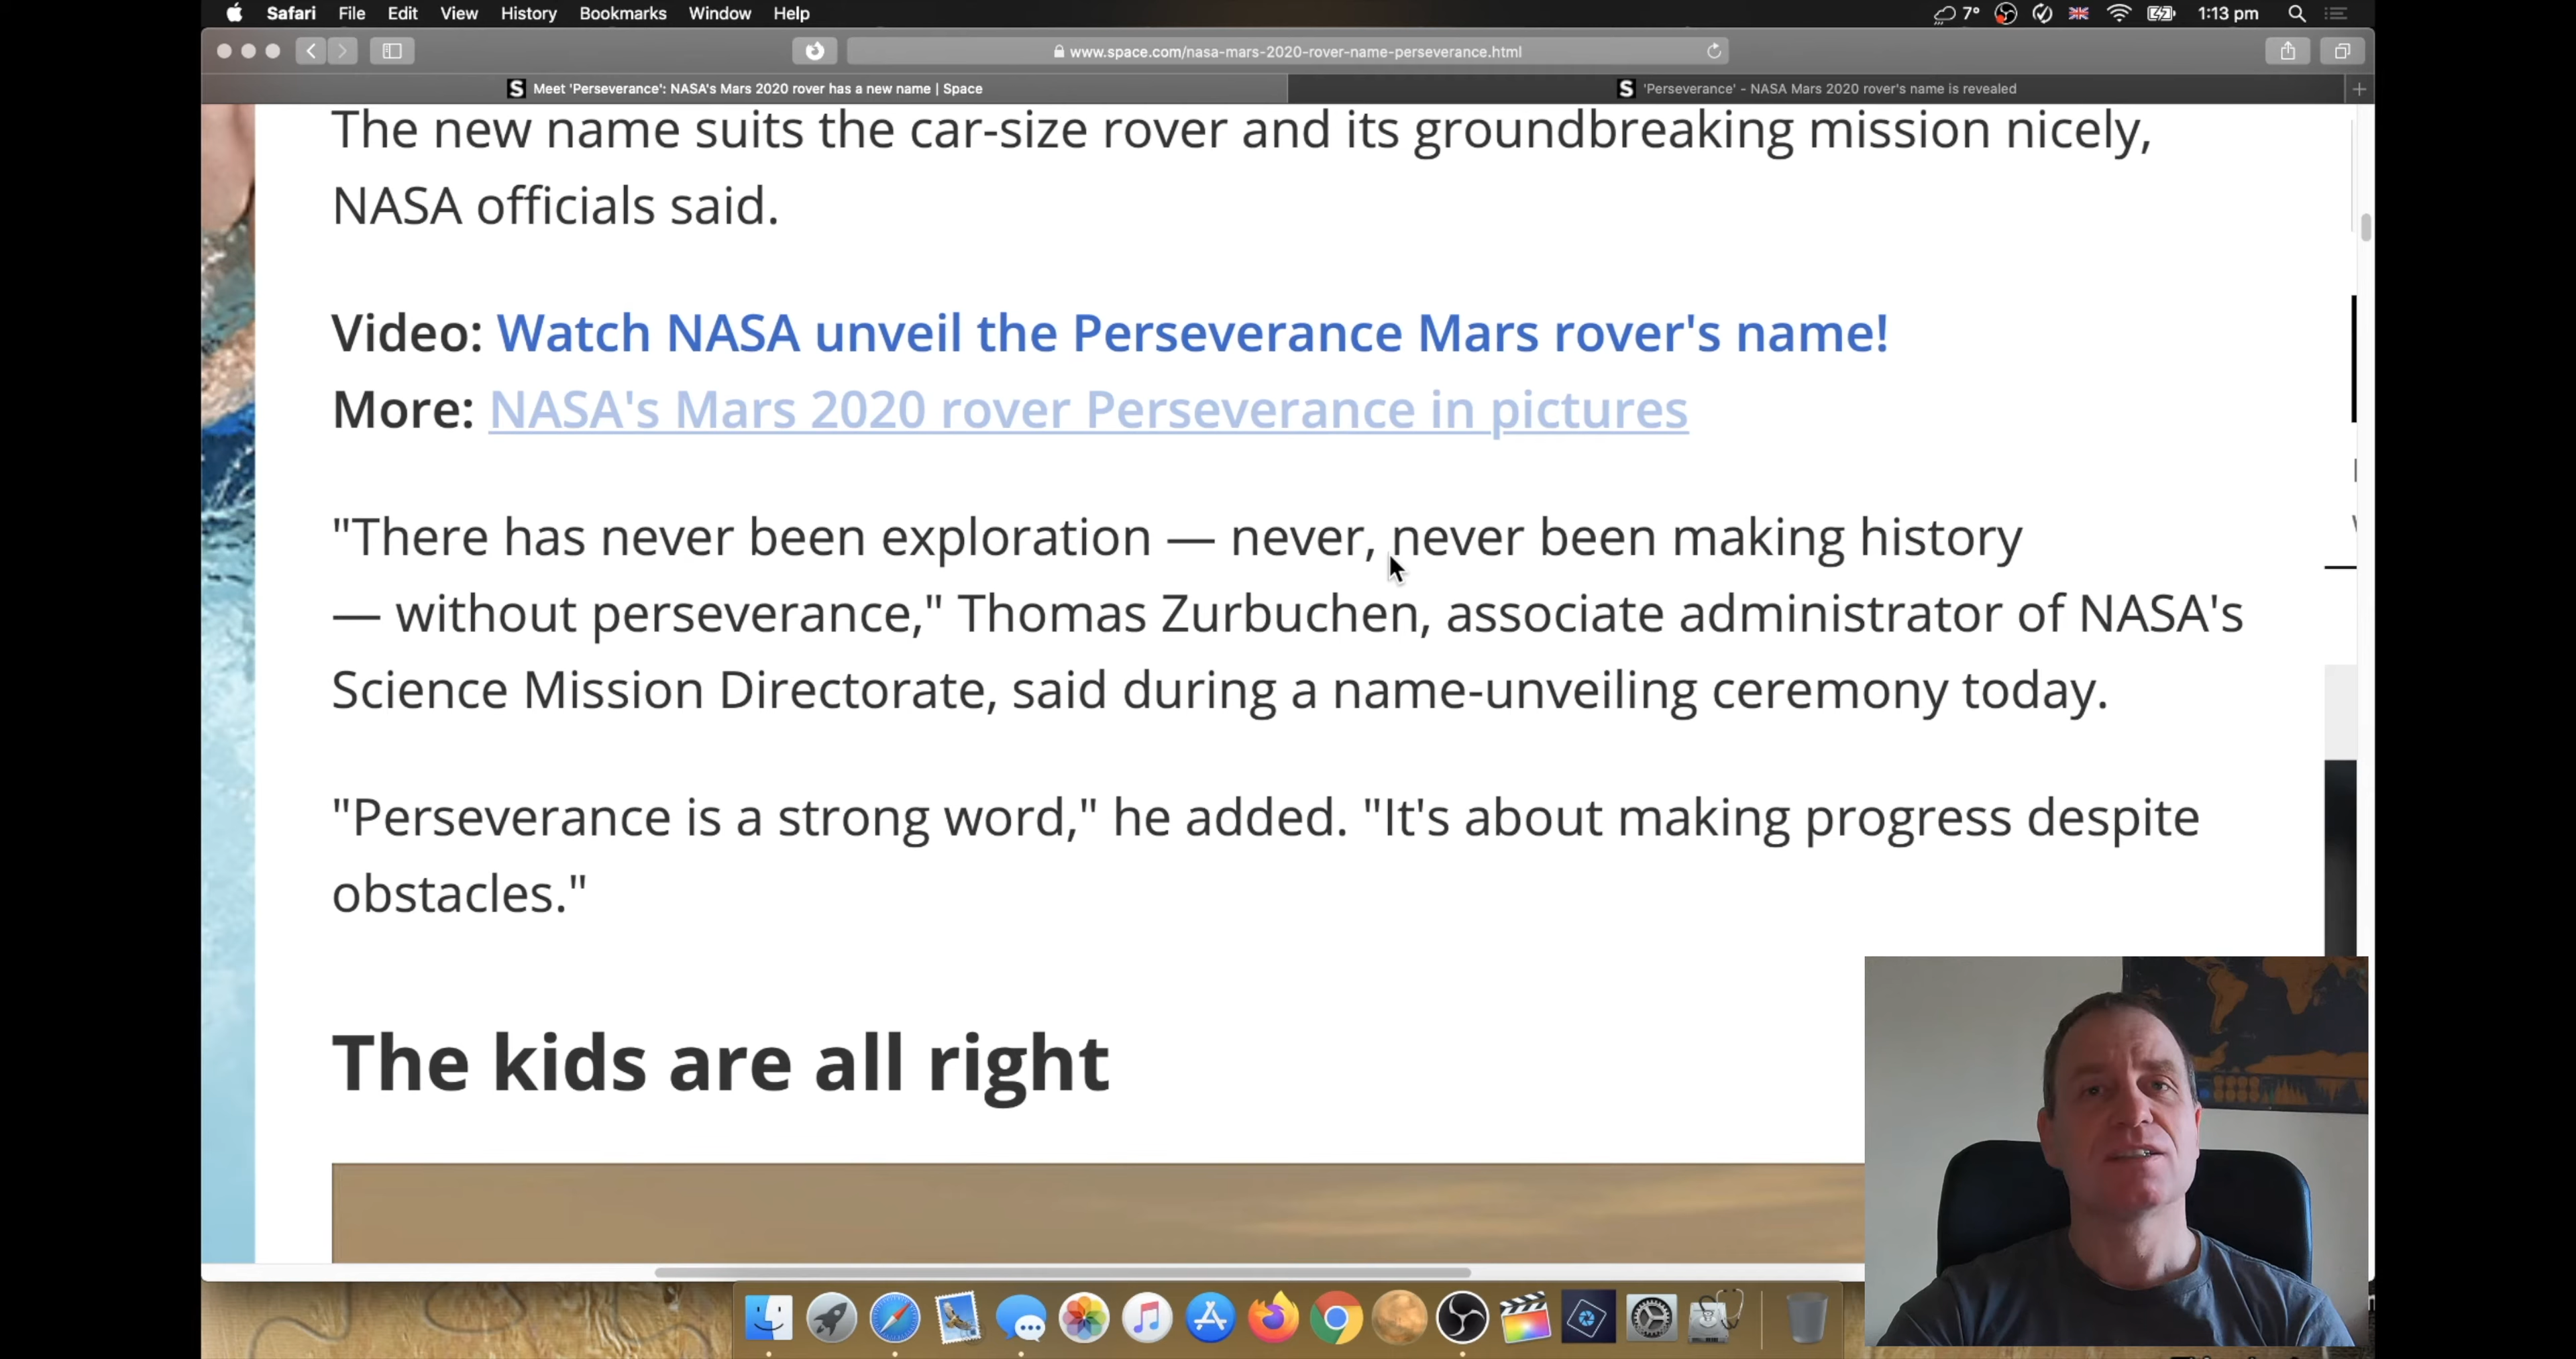 Safari File Edit View History Bookmarks Window Help 7° 1:13 pm
www.space.com/nasa-mars-2020-rover-name-perseverance.html
S Meet 'Perseverance': NASA's Mars 2020 rover has a new name | Space S 'Perseverance' - NASA Mars 2020 rover's name is revealed
The new name suits the car-size rover and its groundbreaking mission nicely,
NASA officials said.
Video: Watch NASA unveil the Perseverance Mars rover's name!
More: NASA's Mars 2020 rover Perseverance in pictures
"There has never been exploration — never, never been making history
— without perseverance," Thomas Zurbuchen, associate administrator of NASA's
Science Mission Directorate, said during a name-unveiling ceremony today.
"Perseverance is a strong word," he added. "It's about making progress despite
obstacles."
The kids are all right